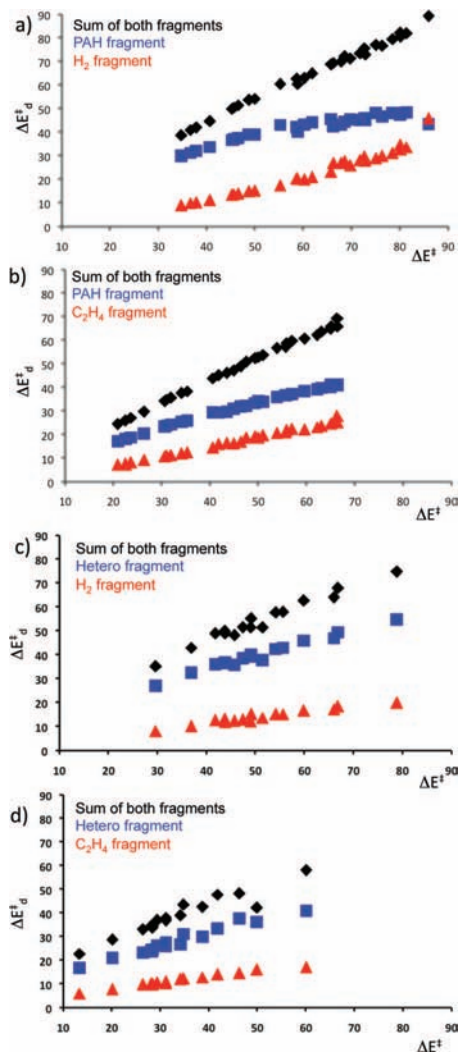 a)
Sum of both fragments
PAH fragment
H₂ fragment
ΔE‡d
90
80
70
60
50
40
30
20
10
0
10 20 30 40 50 60 70 80 90
ΔE‡
b)
Sum of both fragments
PAH fragment
C₂H₄ fragment
ΔE‡d
90
80
70
60
50
40
30
20
10
0
10 20 30 40 50 60 70 80 90
ΔE‡
c)
Sum of both fragments
Hetero fragment
H₂ fragment
ΔE‡d
90
80
70
60
50
40
30
20
10
0
10 20 30 40 50 60 70 80 90
ΔE‡
d)
Sum of both fragments
Hetero fragment
C₂H₄ fragment
ΔE‡d
90
80
70
60
50
40
30
20
10
0
10 20 30 40 50 60 70 80 90
ΔE‡